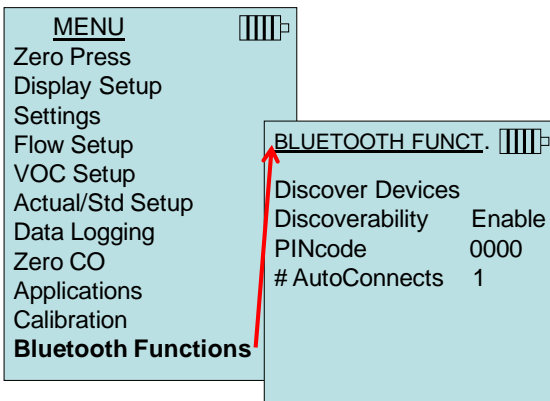 MENU
Zero Press
Display Setup
Settings
Flow Setup
VOC Setup
Actual/Std Setup
Data Logging
Zero CO
Applications
Calibration
Bluetooth Functions
BLUETOOTH FUNCT.
Discover Devices
Discoverability Enable
PINcode 0000
# AutoConnects 1